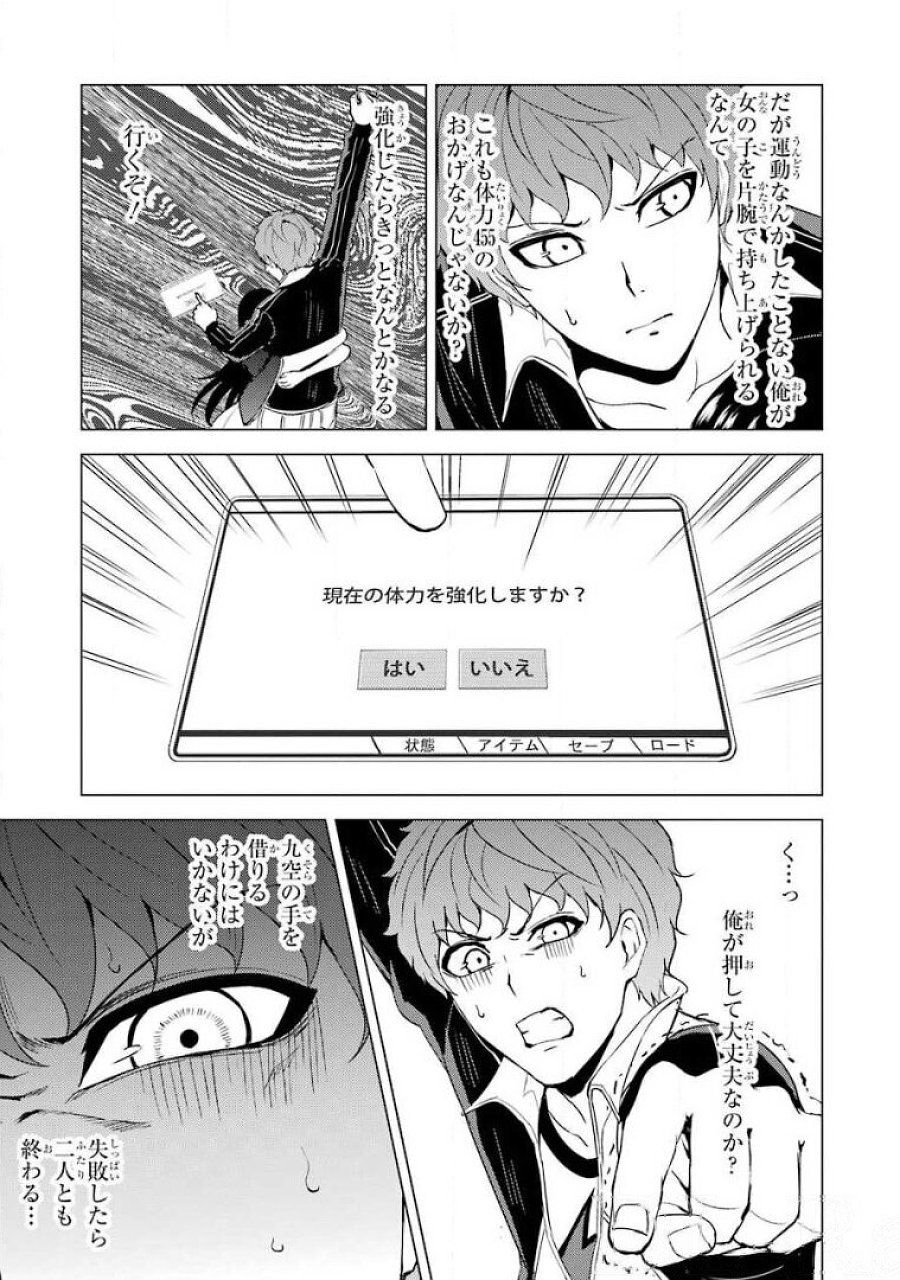 だが運動なんかしたことない俺が
女の子を片腕で持ち上げられる
なんて
これも体力455の
おかげなんじゃないか？
強化したらきっとなんとかなる
行くぞ！
現在の体力を強化しますか？
はい
いいえ
状態
アイテム
セーブ
ロード
く…っ
俺が押して大丈夫なのか？
九空の手を
借りる
わけには
いかないが
失敗したら
二人とも
終わる…